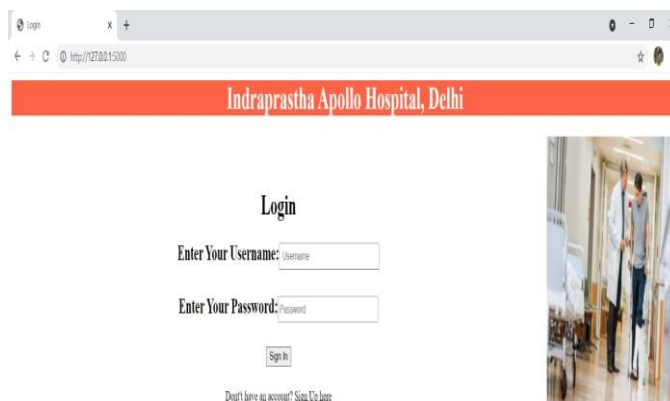 Login
http://127.0.0.1:5000
Indraprastha Apollo Hospital, Delhi
Login
Enter Your Username: Username
Enter Your Password: Password
Sign In
Dont't have an account? Sign Up here